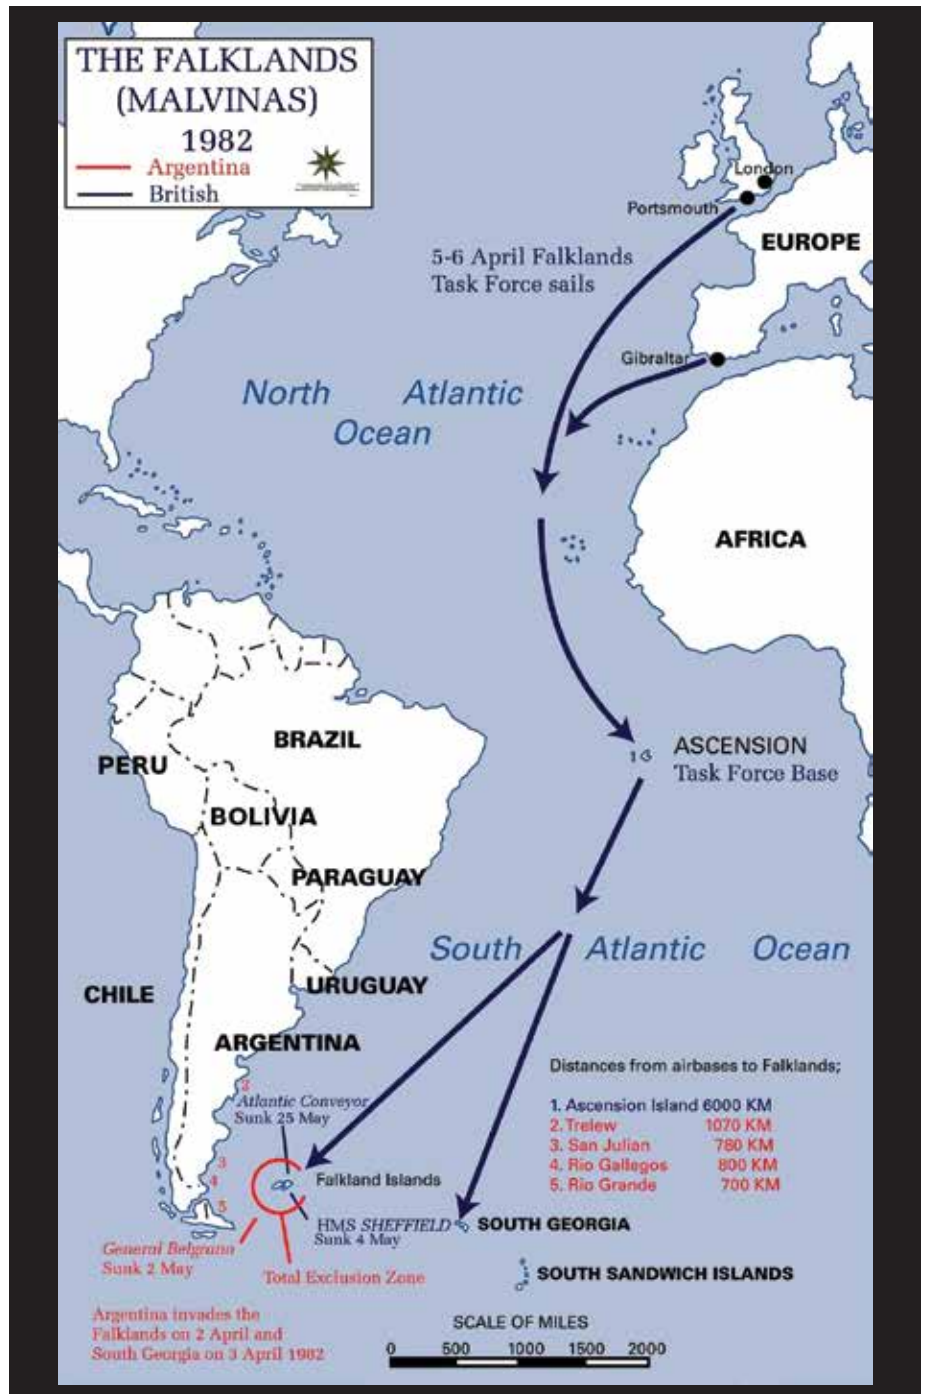 THE FALKLANDS
(MALVINAS)
1982
Argentina
British
London
Portsmouth
EUROPE
5-6 April Falklands
Task Force sails
Gibraltar
North Atlantic
Ocean
AFRICA
BRAZIL
PERU
ASCENSION
Task Force Base
BOLIVIA
PARAGUAY
South Atlantic Ocean
URUGUAY
CHILE
ARGENTINA
Distances from airbases to Falklands;
1. Ascension Island 6000 KM
2. Trelew 1070 KM
3. San Julian 780 KM
4. Rio Gallegos 800 KM
5. Rio Grande 700 KM
2
Atlantic Conveyor
Sunk 25 May
3
4
5
Falkland Islands
HMS SHEFFIELD
Sunk 4 May
SOUTH GEORGIA
General Belgrano
Sunk 2 May
Total Exclusion Zone
SOUTH SANDWICH ISLANDS
Argentina invades the
Falklands on 2 April and
South Georgia on 3 April 1982
SCALE OF MILES
0 500 1000 1500 2000